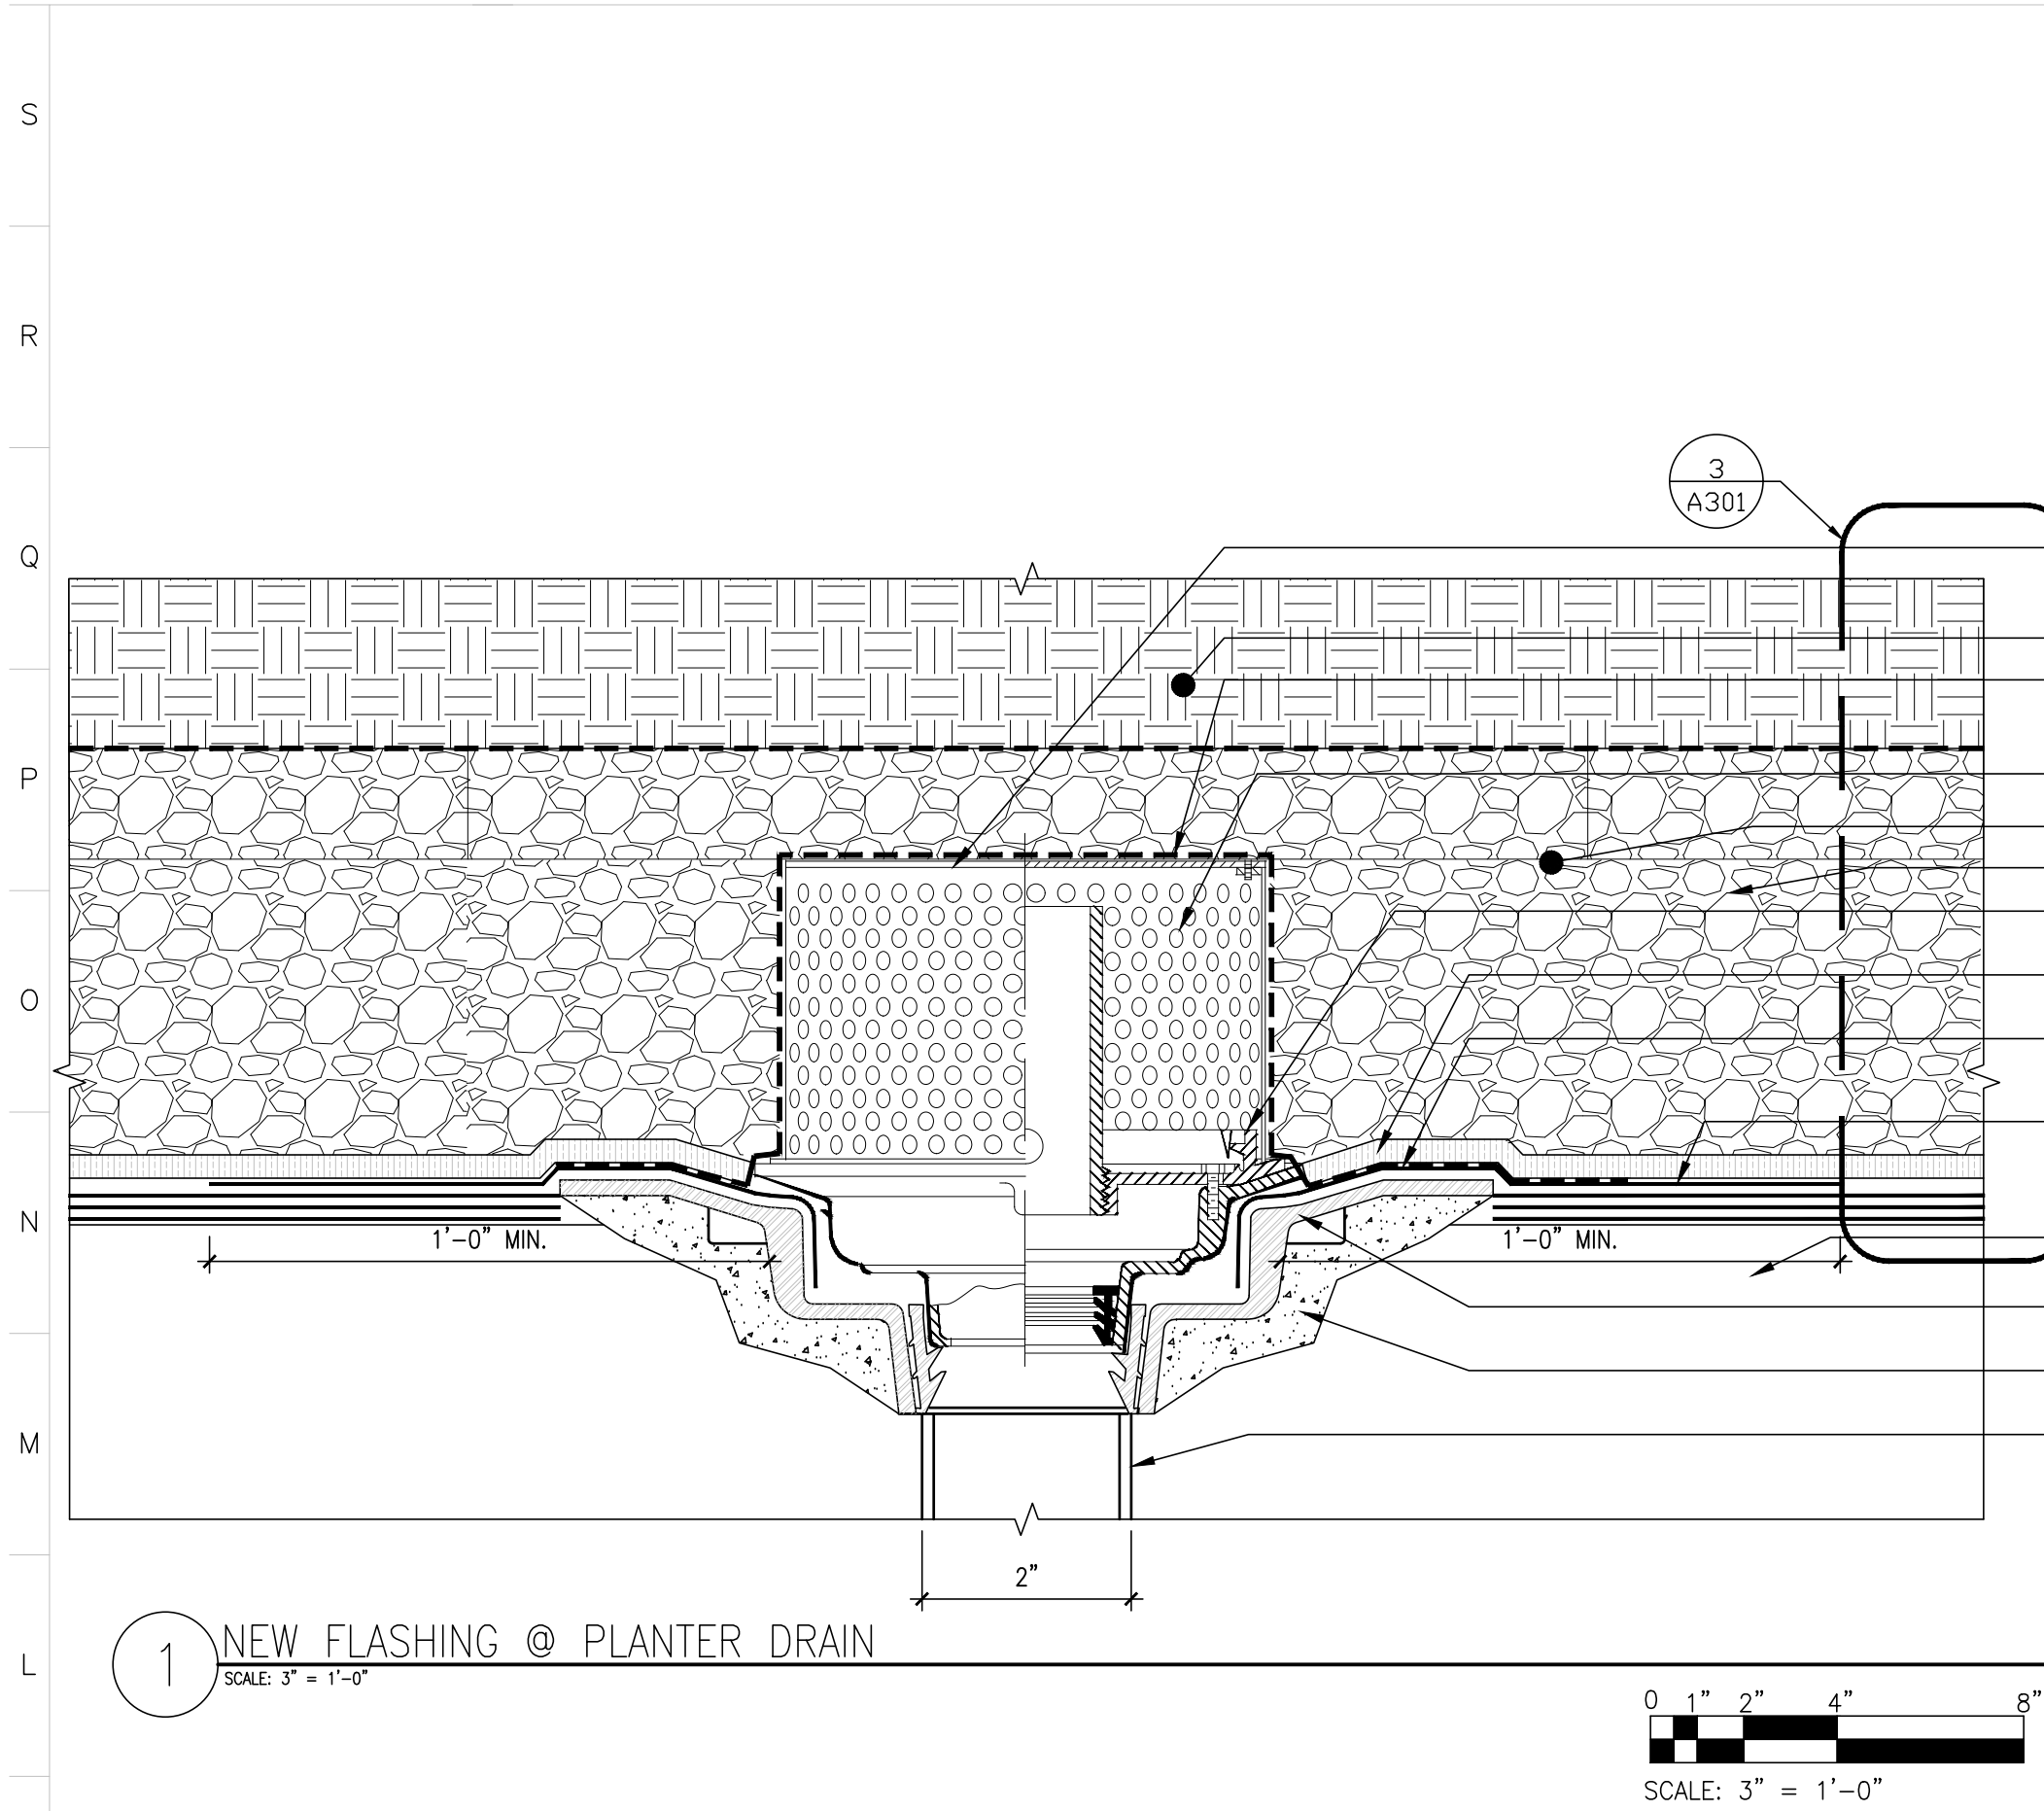 S
R
3
A301
Q
P
O
N
1'-0" MIN.
1'-0" MIN.
M
2"
1
NEW FLASHING @ PLANTER DRAIN
SCALE: 3" = 1'-0"
L
0 1" 2" 4" 8"
SCALE: 3" = 1'-0"